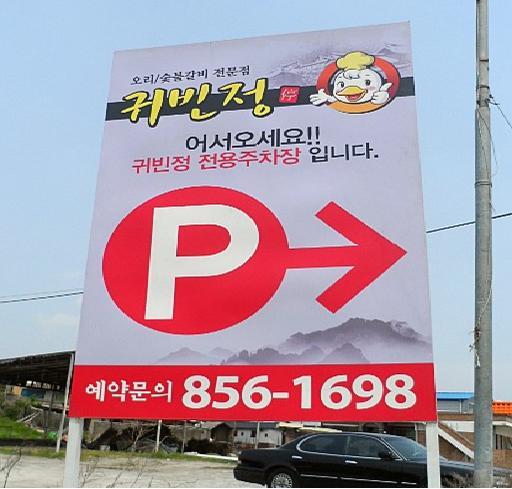 오리/숯불갈비 전문점
귀빈정
어서오세요!!
귀빈정 전용주차장 입니다.
P
예약문의 856-1698